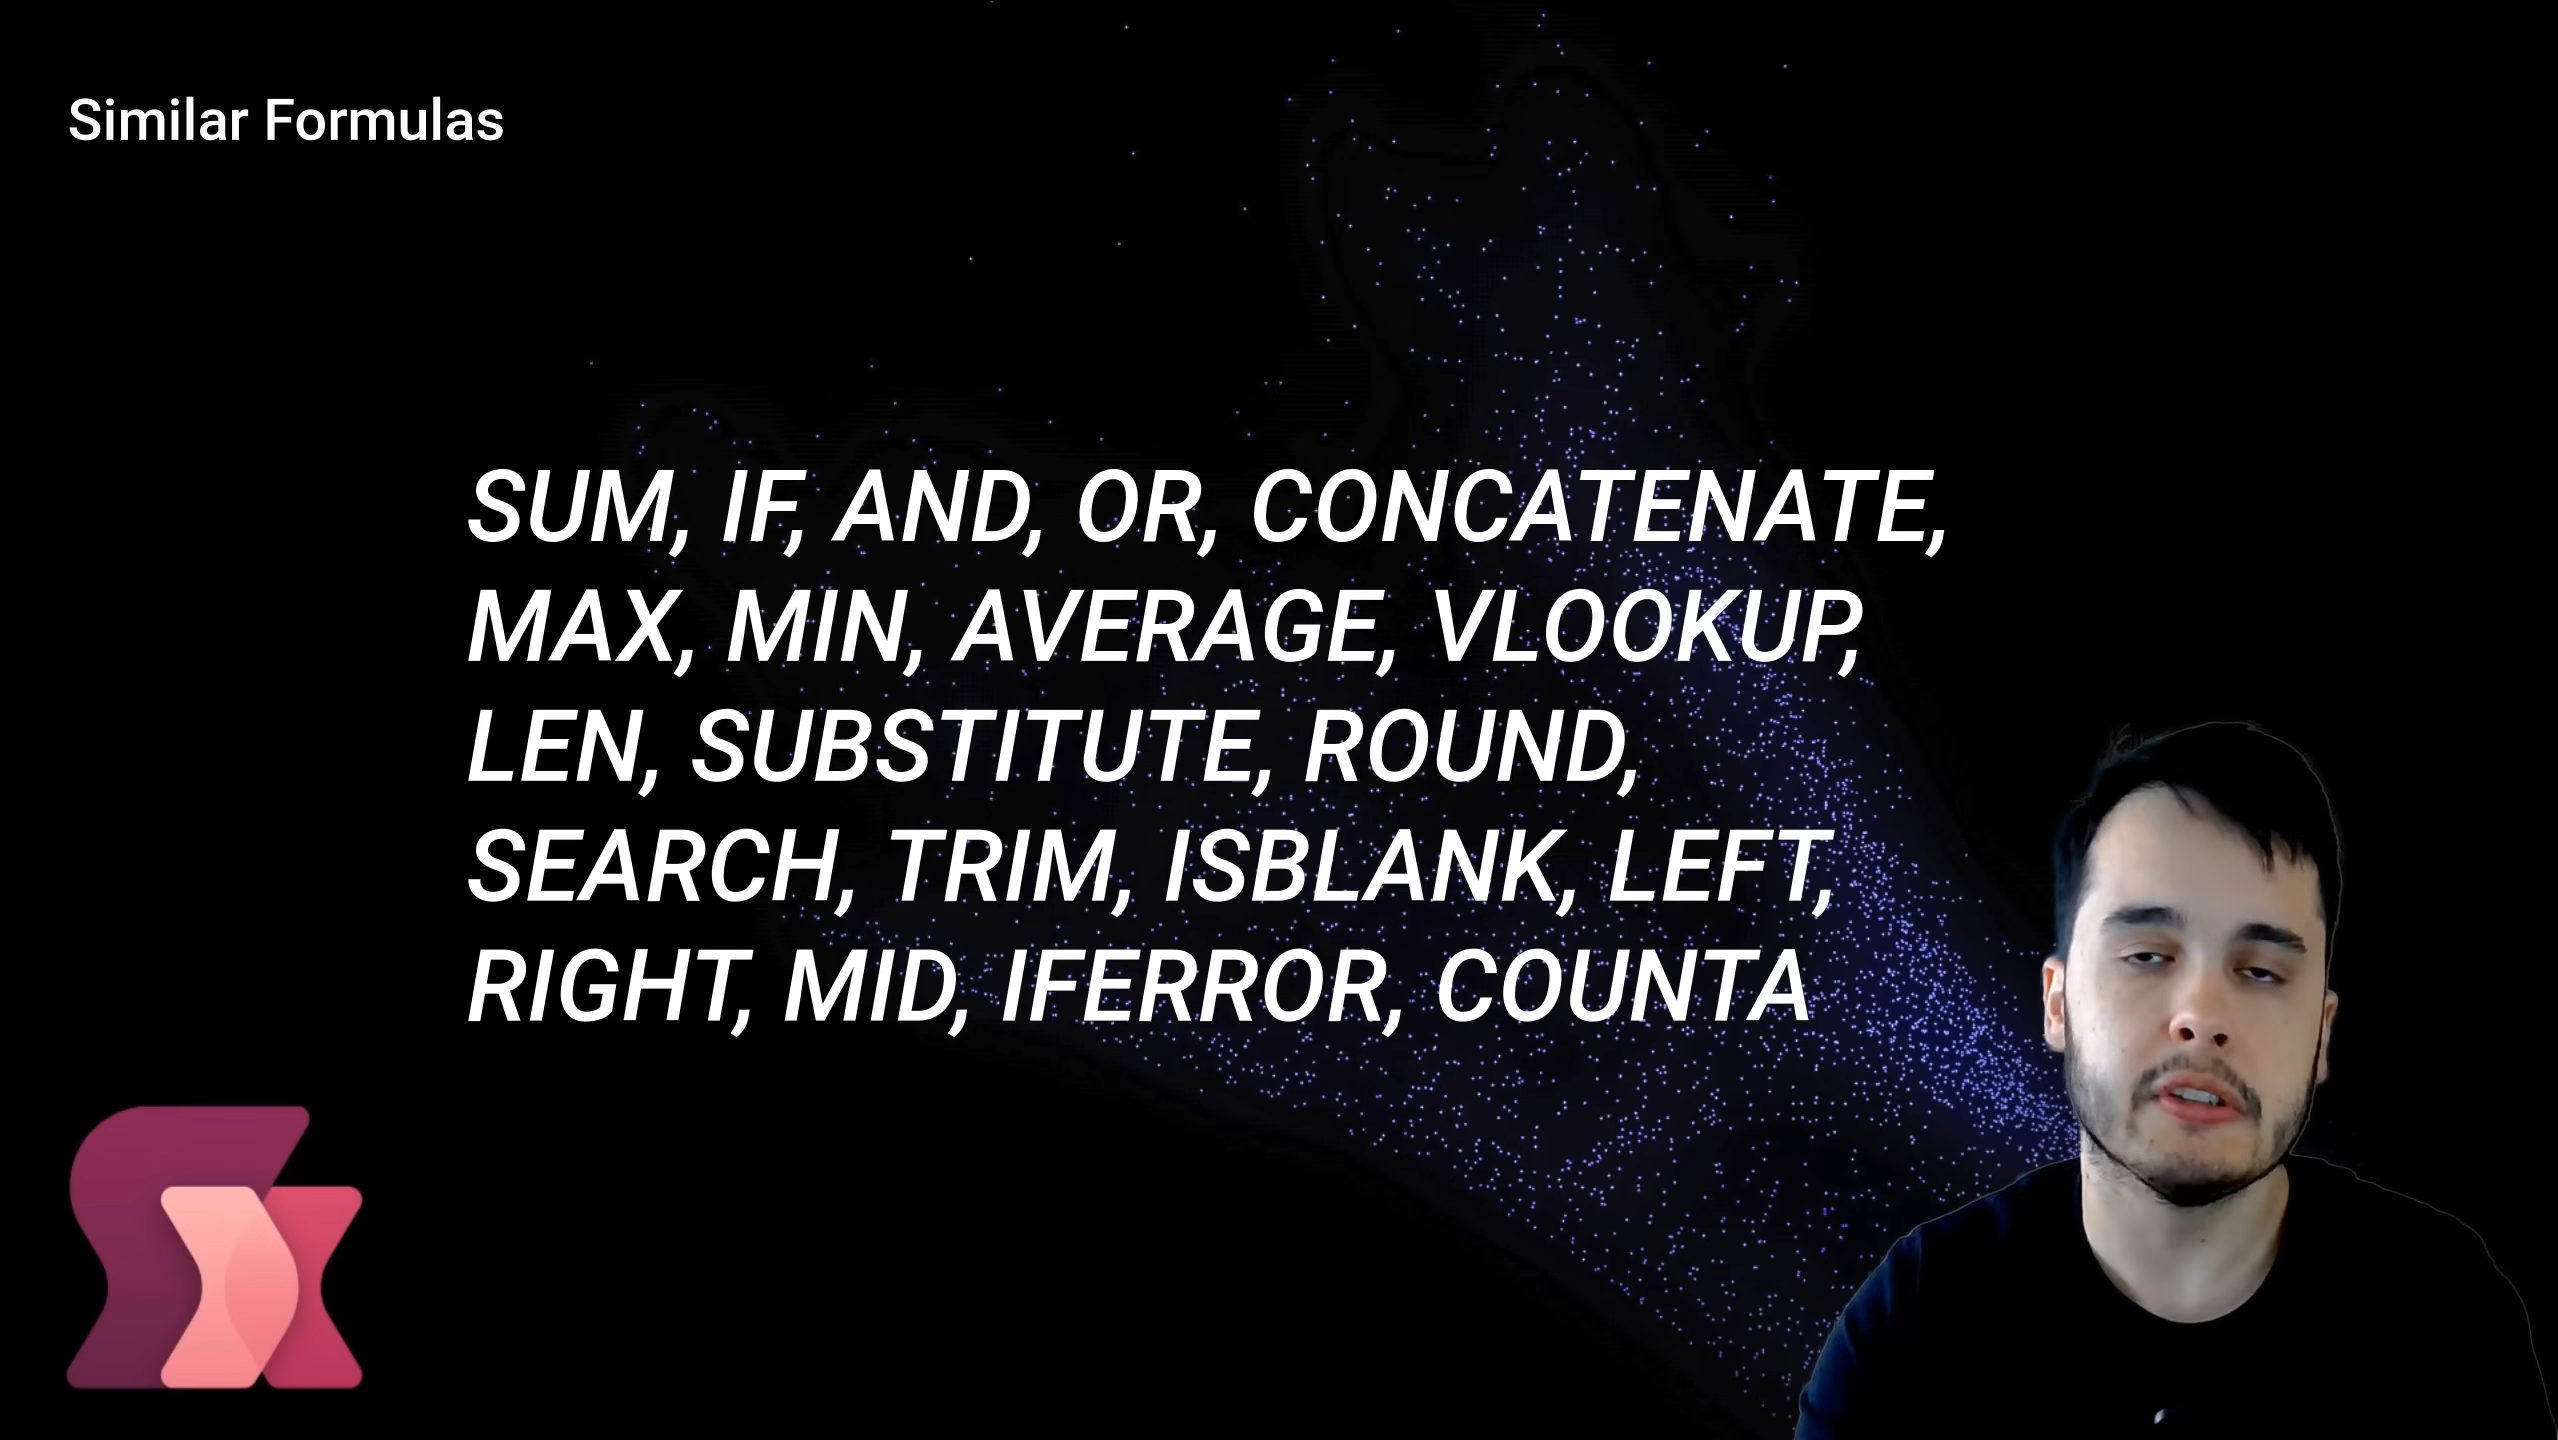 Similar Formulas
SUM, IF, AND, OR, CONCATENATE,
MAX, MIN, AVERAGE, VLOOKUP,
LEN, SUBSTITUTE, ROUND,
SEARCH, TRIM, ISBLANK, LEFT,
RIGHT, MID, IFERROR, COUNTA